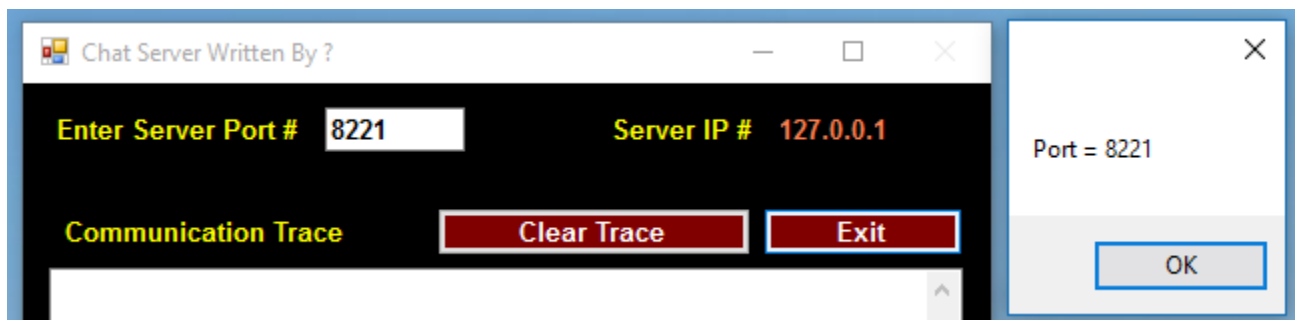 Chat Server Written By ?
Enter Server Port # 8221 Server IP # 127.0.0.1
Communication Trace Clear Trace Exit
Port = 8221
OK